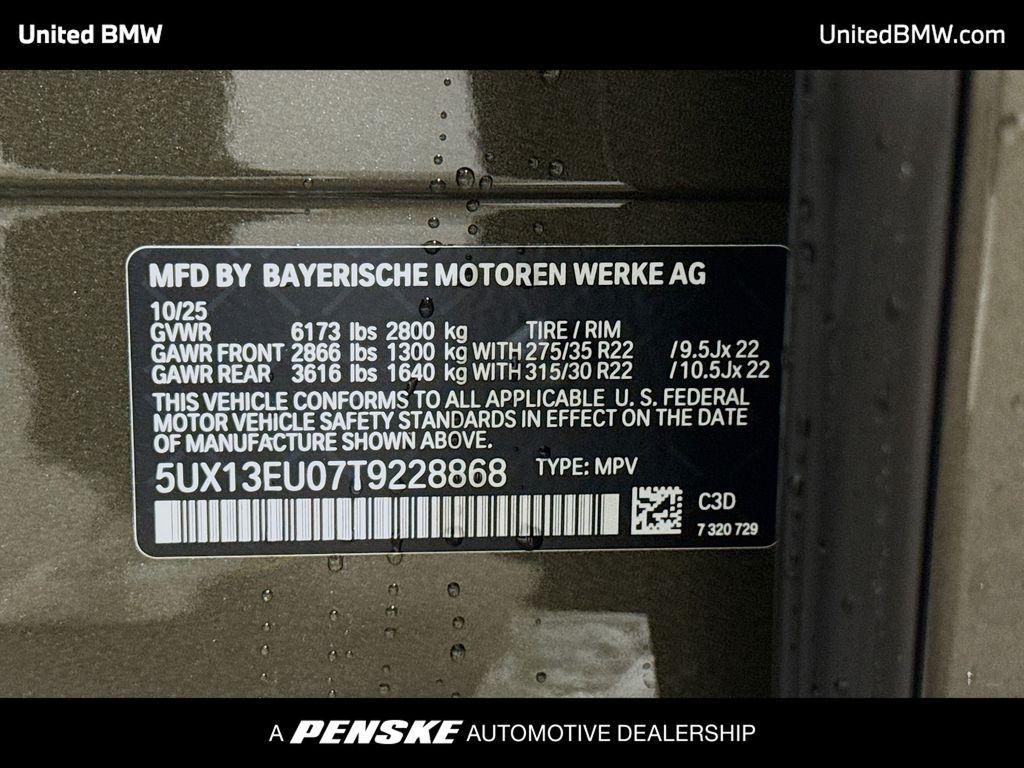 United BMW
UnitedBMW.com
MFD BY BAYERISCHE MOTOREN WERKE AG
10/25
GVWR 6173 lbs 2800 kg TIRE / RIM
GAWR FRONT 2866 lbs 1300 kg WITH 275/35 R22 /9.5Jx 22
GAWR REAR 3616 lbs 1640 kg WITH 315/30 R22 /10.5Jx 22
THIS VEHICLE CONFORMS TO ALL APPLICABLE U. S. FEDERAL
MOTOR VEHICLE SAFETY STANDARDS IN EFFECT ON THE DATE
OF MANUFACTURE SHOWN ABOVE.
5UX13EU07T9228868 TYPE: MPV
C3D
7 320 729
A PENSKE AUTOMOTIVE DEALERSHIP